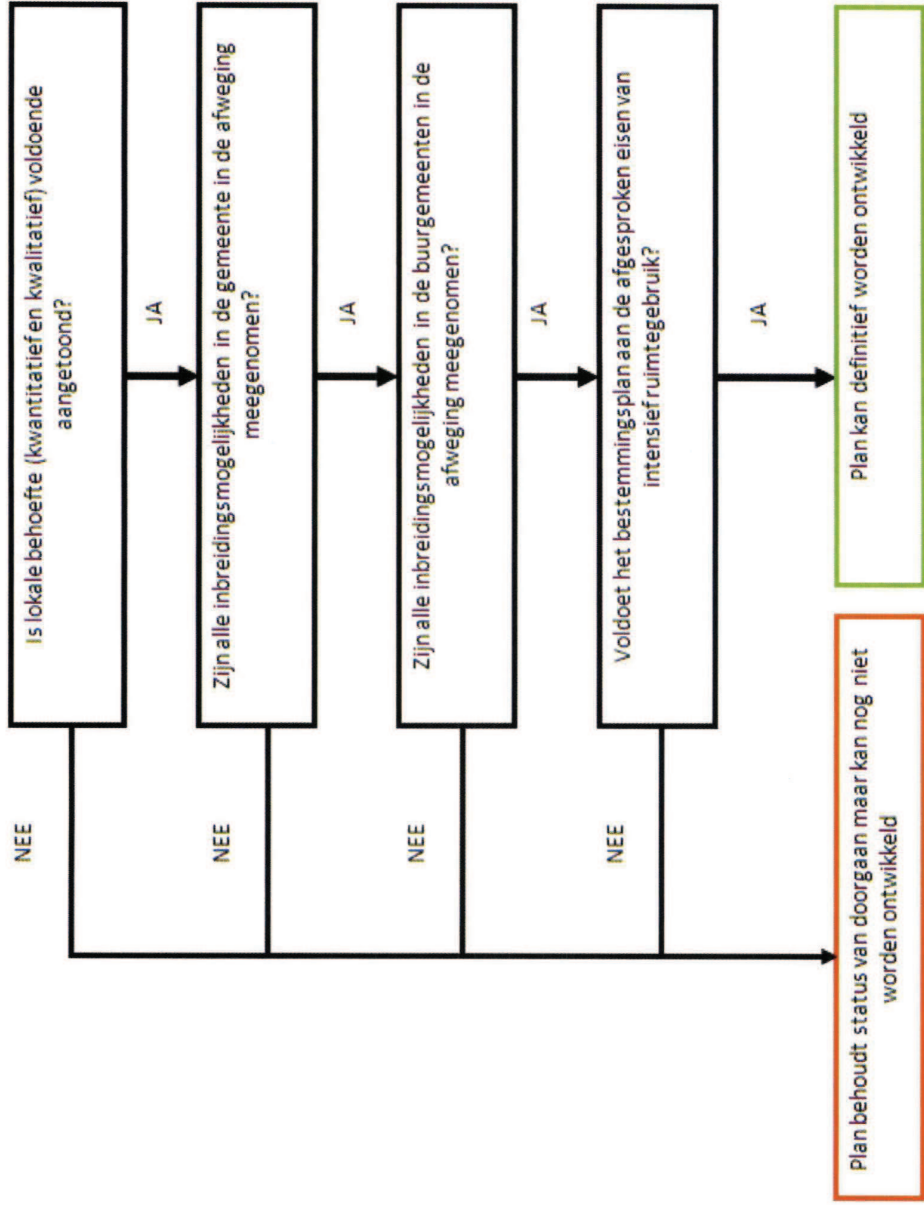 Is lokale behoefte (kwantitatief en kwalitatief) voldoende
aangetoond?
NEE
JA
Zijn alle inbreidingsmogelijkheden in de gemeente in de afweging
meegenomen?
NEE
JA
Zijn alle inbreidingsmogelijkheden in de buurgemeenten in de
afweging meegenomen?
NEE
JA
Voldoet het bestemmingsplan aan de afgesproken eisen van
intensief ruimtegebruik?
NEE
JA
Plan behoudt status van doorgaan maar kan nog niet
worden ontwikkeld
Plan kan definitief worden ontwikkeld